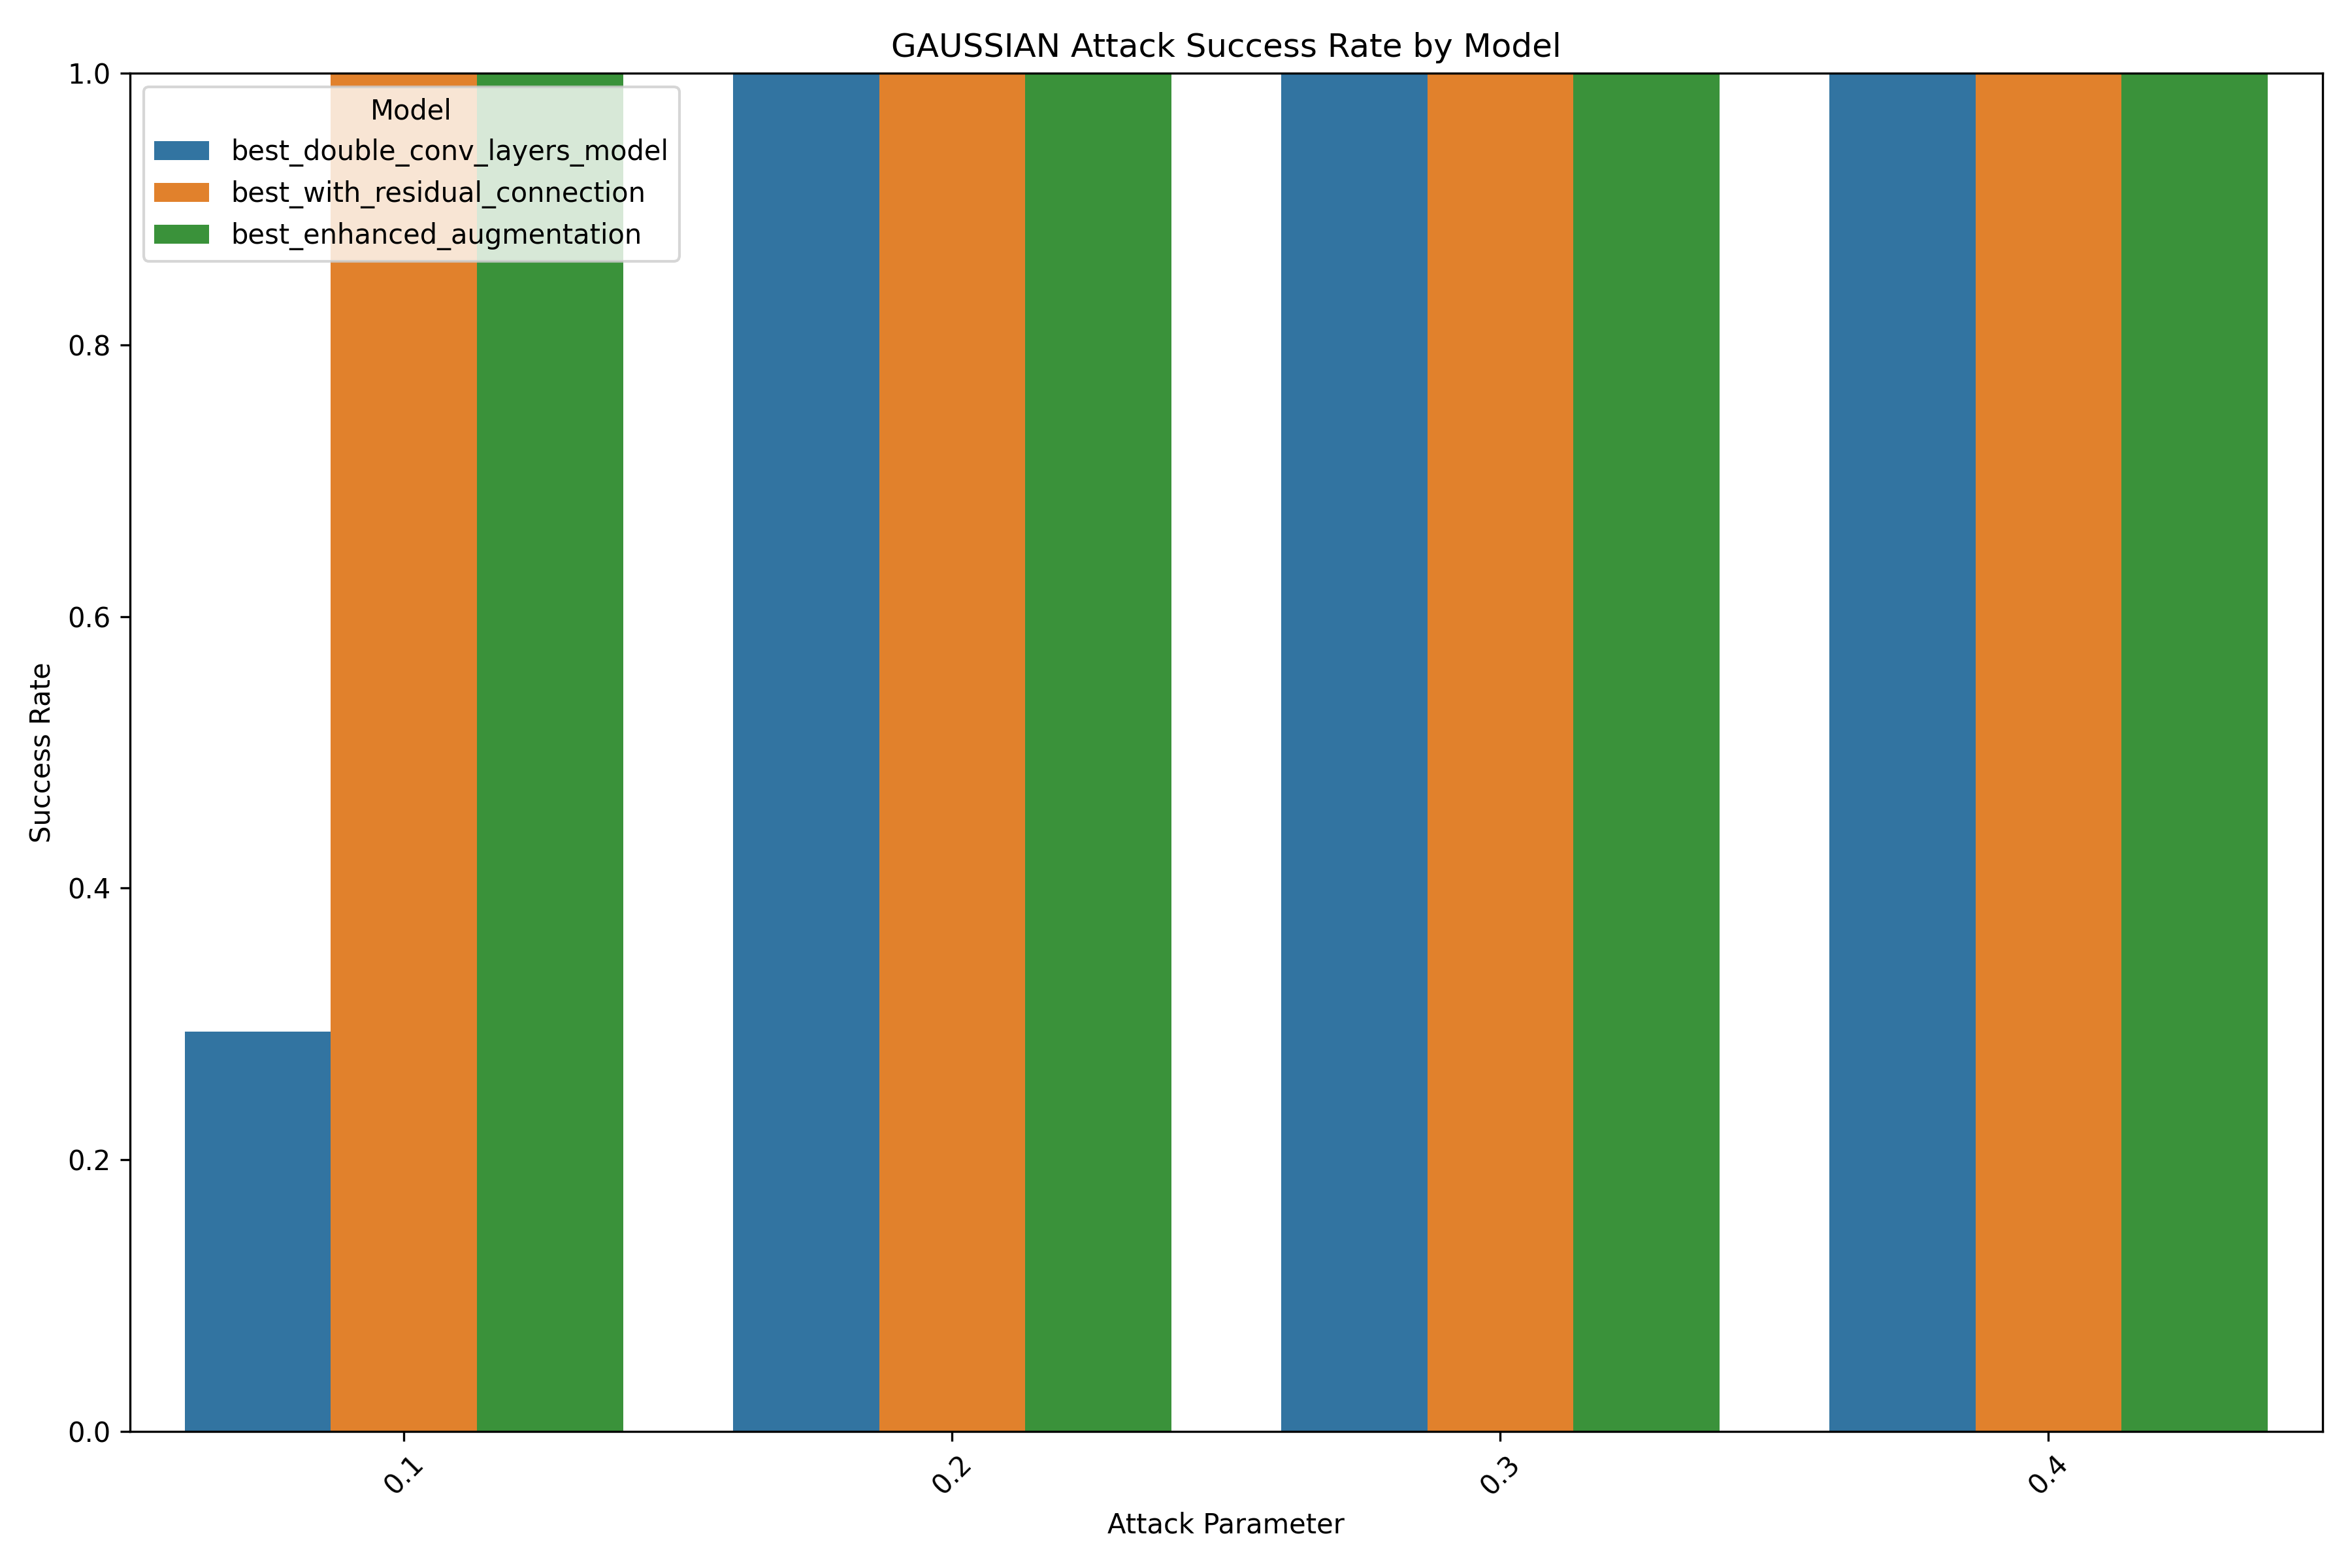 GAUSSIAN Attack Success Rate by Model
Model
best_double_conv_layers_model
best_with_residual_connection
best_enhanced_augmentation
Success Rate
1.0
0.8
0.6
0.4
0.2
0.0
0.1
0.2
0.3
0.4
Attack Parameter